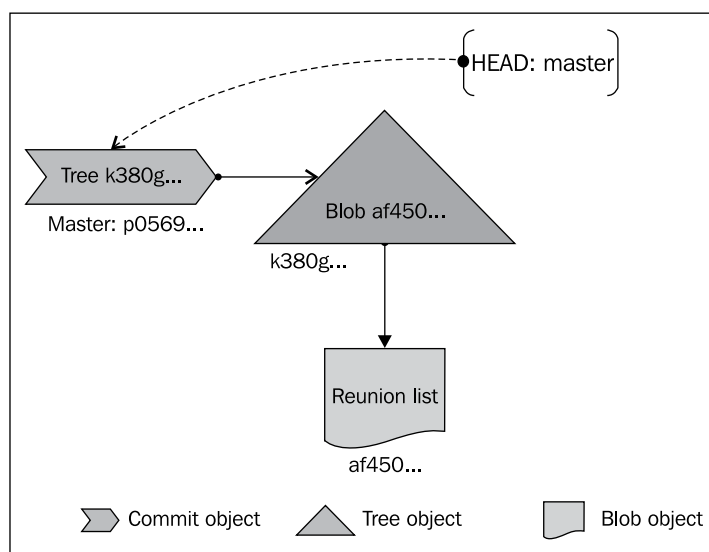 HEAD: master
Tree k380g...
Master: p0569...
Blob af450...
k380g...
Reunion list
af450...
Commit object
Tree object
Blob object